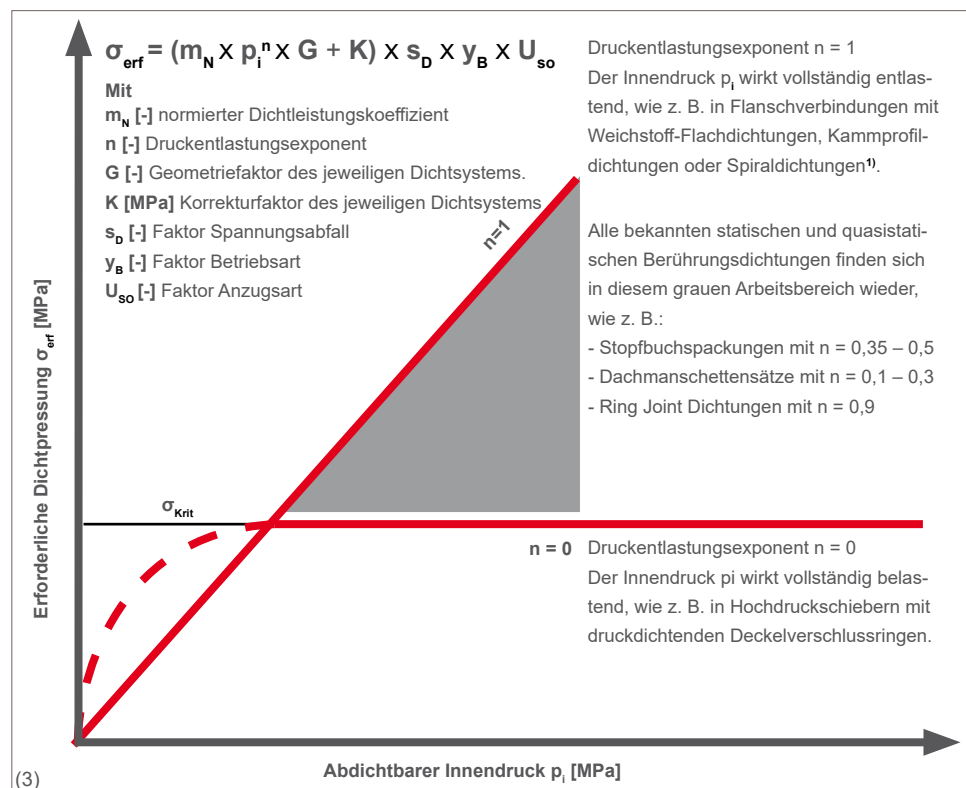 σerf = (mN x pi^n x G + K) x sD x yB x Uso
Mit
mN [-] normierter Dichtleistungskoeffizient
n [-] Druckentlastungsexponent
G [-] Geometriefaktor des jeweiligen Dichtsystems.
K [MPa] Korrekturfaktor des jeweiligen Dichtsystems
sD [-] Faktor Spannungsabfall
yB [-] Faktor Betriebsart
USO [-] Faktor Anzugsart
Druckentlastungsexponent n = 1
Der Innendruck pi wirkt vollständig entlas-
tend, wie z. B. in Flanschverbindungen mit
Weichstoff-Flachdichtungen, Kammprofil-
dichtungen oder Spiraldichtungen¹⁾.
Alle bekannten statischen und quasistati-
schen Berührungsdichtungen finden sich
in diesem grauen Arbeitsbereich wieder,
wie z. B.:
- Stopfbuchspackungen mit n = 0,35 – 0,5
- Dachmanschettensätze mit n = 0,1 – 0,3
- Ring Joint Dichtungen mit n = 0,9
n=1
σKrit
n = 0
Druckentlastungsexponent n = 0
Der Innendruck pi wirkt vollständig belas-
tend, wie z. B. in Hochdruckschiebern mit
druckdichtenden Deckelverschlussringen.
Erforderliche Dichtpressung σerf [MPa]
Abdichtbarer Innendruck pi [MPa]
(3)